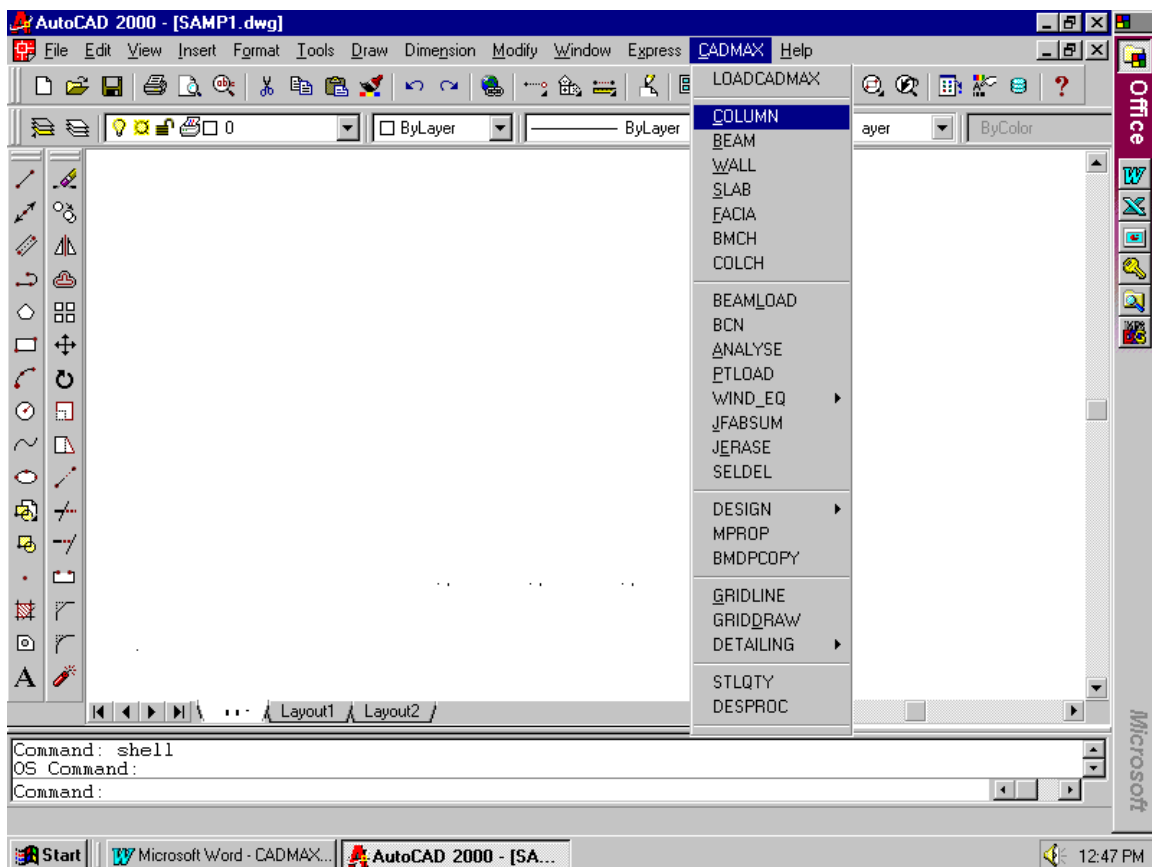 AutoCAD 2000 - [SAMP1.dwg]
File Edit View Insert Format Tools Draw Dimension Modify Window Express CADMAX Help
0 ByLayer ByLayer ayer ByColor
LOADCADMAX
COLUMN
BEAM
WALL
SLAB
FACIA
BMCH
COLCH
BEAMLOAD
BCN
ANALYSE
PTLOAD
WIND_EQ
JFABSUM
JERASE
SELDEL
DESIGN
MPROP
BMDPCOPY
GRIDLINE
GRIDDRAW
DETAILING
STLQTY
DESPROC
Layout1 Layout2
Command: shell
OS Command:
Command:
Office
Microsoft
Start Microsoft Word - CADMAX... AutoCAD 2000 - [SA... 12:47 PM